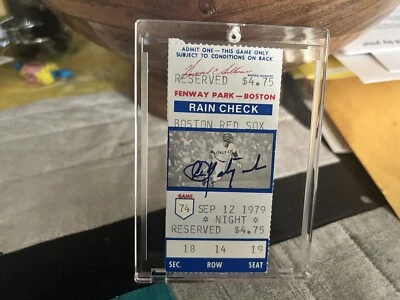 ADMIT ONE — THIS GAME ONLY
SUBJECT TO CONDITIONS ON BACK
RESERVED $4.75
FENWAY PARK — BOSTON
RAIN CHECK
BOSTON RED SOX
GAME
74 SEP 12 1979
* NIGHT *
RESERVED $4.75
18 14 19
SEC. ROW SEAT